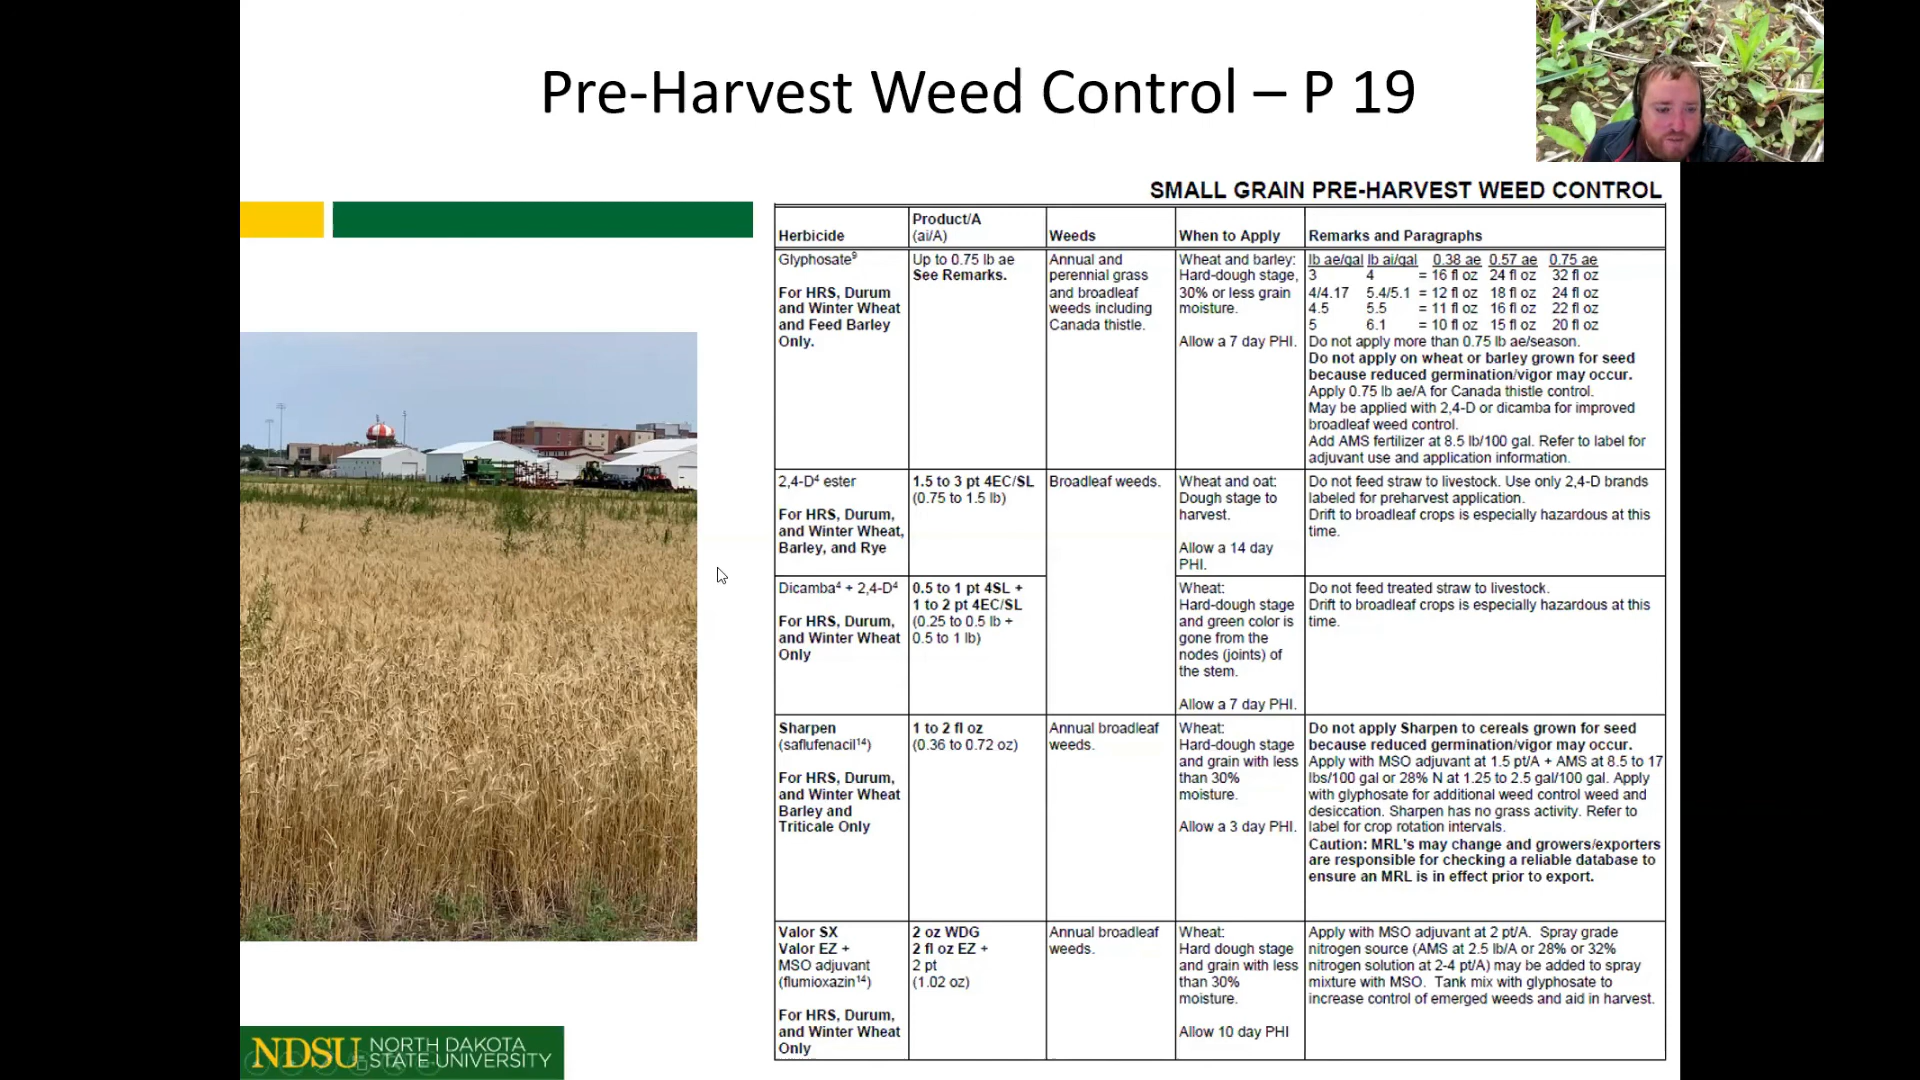 Pre-Harvest Weed Control – P 19
SMALL GRAIN PRE-HARVEST WEED CONTROL
Herbicide
Product/A
(ai/A)
Weeds
When to Apply
Remarks and Paragraphs
Glyphosate⁹
For HRS, Durum
and Winter Wheat
and Feed Barley
Only.
Up to 0.75 lb ae
See Remarks.
Annual and
perennial grass
and broadleaf
weeds including
Canada thistle.
Wheat and barley:
Hard-dough stage,
30% or less grain
moisture.
Allow a 7 day PHI.
lb ae/gal lb ai/gal 0.38 ae 0.57 ae 0.75 ae
3 4 = 16 fl oz 24 fl oz 32 fl oz
4/4.17 5.4/5.1 = 12 fl oz 18 fl oz 24 fl oz
4.5 5.5 = 11 fl oz 16 fl oz 22 fl oz
5 6.1 = 10 fl oz 15 fl oz 20 fl oz
Do not apply more than 0.75 lb ae/season.
Do not apply on wheat or barley grown for seed
because reduced germination/vigor may occur.
Apply 0.75 lb ae/A for Canada thistle control.
May be applied with 2,4-D or dicamba for improved
broadleaf weed control.
Add AMS fertilizer at 8.5 lb/100 gal. Refer to label for
adjuvant use and application information.
2,4-D⁴ ester
For HRS, Durum,
and Winter Wheat,
Barley, and Rye
1.5 to 3 pt 4EC/SL
(0.75 to 1.5 lb)
Broadleaf weeds.
Wheat and oat:
Dough stage to
harvest.
Allow a 14 day
PHI.
Do not feed straw to livestock. Use only 2,4-D brands
labeled for preharvest application.
Drift to broadleaf crops is especially hazardous at this
time.
Dicamba⁴ + 2,4-D⁴
For HRS, Durum,
and Winter Wheat
Only
0.5 to 1 pt 4SL +
1 to 2 pt 4EC/SL
(0.25 to 0.5 lb +
0.5 to 1 lb)
Wheat:
Hard-dough stage
and green color is
gone from the
nodes (joints) of
the stem.
Allow a 7 day PHI.
Do not feed treated straw to livestock.
Drift to broadleaf crops is especially hazardous at this
time.
Sharpen
(saflufenacil¹⁴)
For HRS, Durum,
and Winter Wheat
Barley and
Triticale Only
1 to 2 fl oz
(0.36 to 0.72 oz)
Annual broadleaf
weeds.
Wheat:
Hard-dough stage
and grain with less
than 30%
moisture.
Allow a 3 day PHI.
Do not apply Sharpen to cereals grown for seed
because reduced germination/vigor may occur.
Apply with MSO adjuvant at 1.5 pt/A + AMS at 8.5 to 17
lbs/100 gal or 28% N at 1.25 to 2.5 gal/100 gal. Apply
with glyphosate for additional weed control weed and
desiccation. Sharpen has no grass activity. Refer to
label for crop rotation intervals.
Caution: MRL's may change and growers/exporters
are responsible for checking a reliable database to
ensure an MRL is in effect prior to export.
Valor SX
Valor EZ +
MSO adjuvant
(flumioxazin¹⁴)
For HRS, Durum,
and Winter Wheat
Only
2 oz WDG
2 fl oz EZ +
2 pt
(1.02 oz)
Annual broadleaf
weeds.
Wheat:
Hard dough stage
and grain with less
than 30%
moisture.
Allow 10 day PHI
Apply with MSO adjuvant at 2 pt/A. Spray grade
nitrogen source (AMS at 2.5 lb/A or 28% or 32%
nitrogen solution at 2-4 pt/A) may be added to spray
mixture with MSO. Tank mix with glyphosate to
increase control of emerged weeds and aid in harvest.
NDSU NORTH DAKOTA
STATE UNIVERSITY